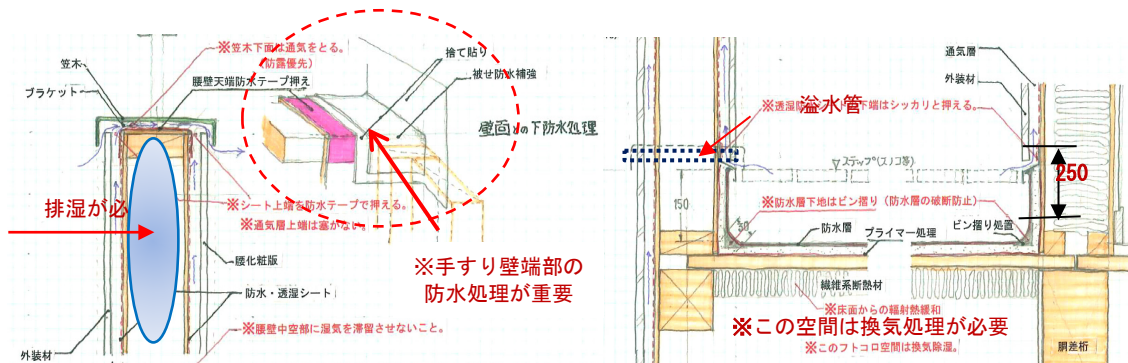 ※笠木下面は通気をとる。
(防露優先)
笠木
ブラケット
腰壁天端防水テープ押え
捨て貼り
被せ防水補強
壁面との下防水処理
排湿が必
※シート上端を防水テープで押える。
※通気層上端は塞がない。
腰化粧版
防水・透湿シート
※腰壁中空部に湿気を滞留させないこと。
外装材
※手すり壁端部の
防水処理が重要
通気層
外装材
溢水管
下端はシッカリと押える。
ステップ(スノコ等)
250
150
50
※防水層下地はピン摺り(防水層の破断防止)
防水層
ピン摺り処置
プライマー処理
繊維系断熱材
※床面からの輻射熱緩和
※この空間は換気処理が必要
※このフトコロ空間は換気除湿。
胴差桁